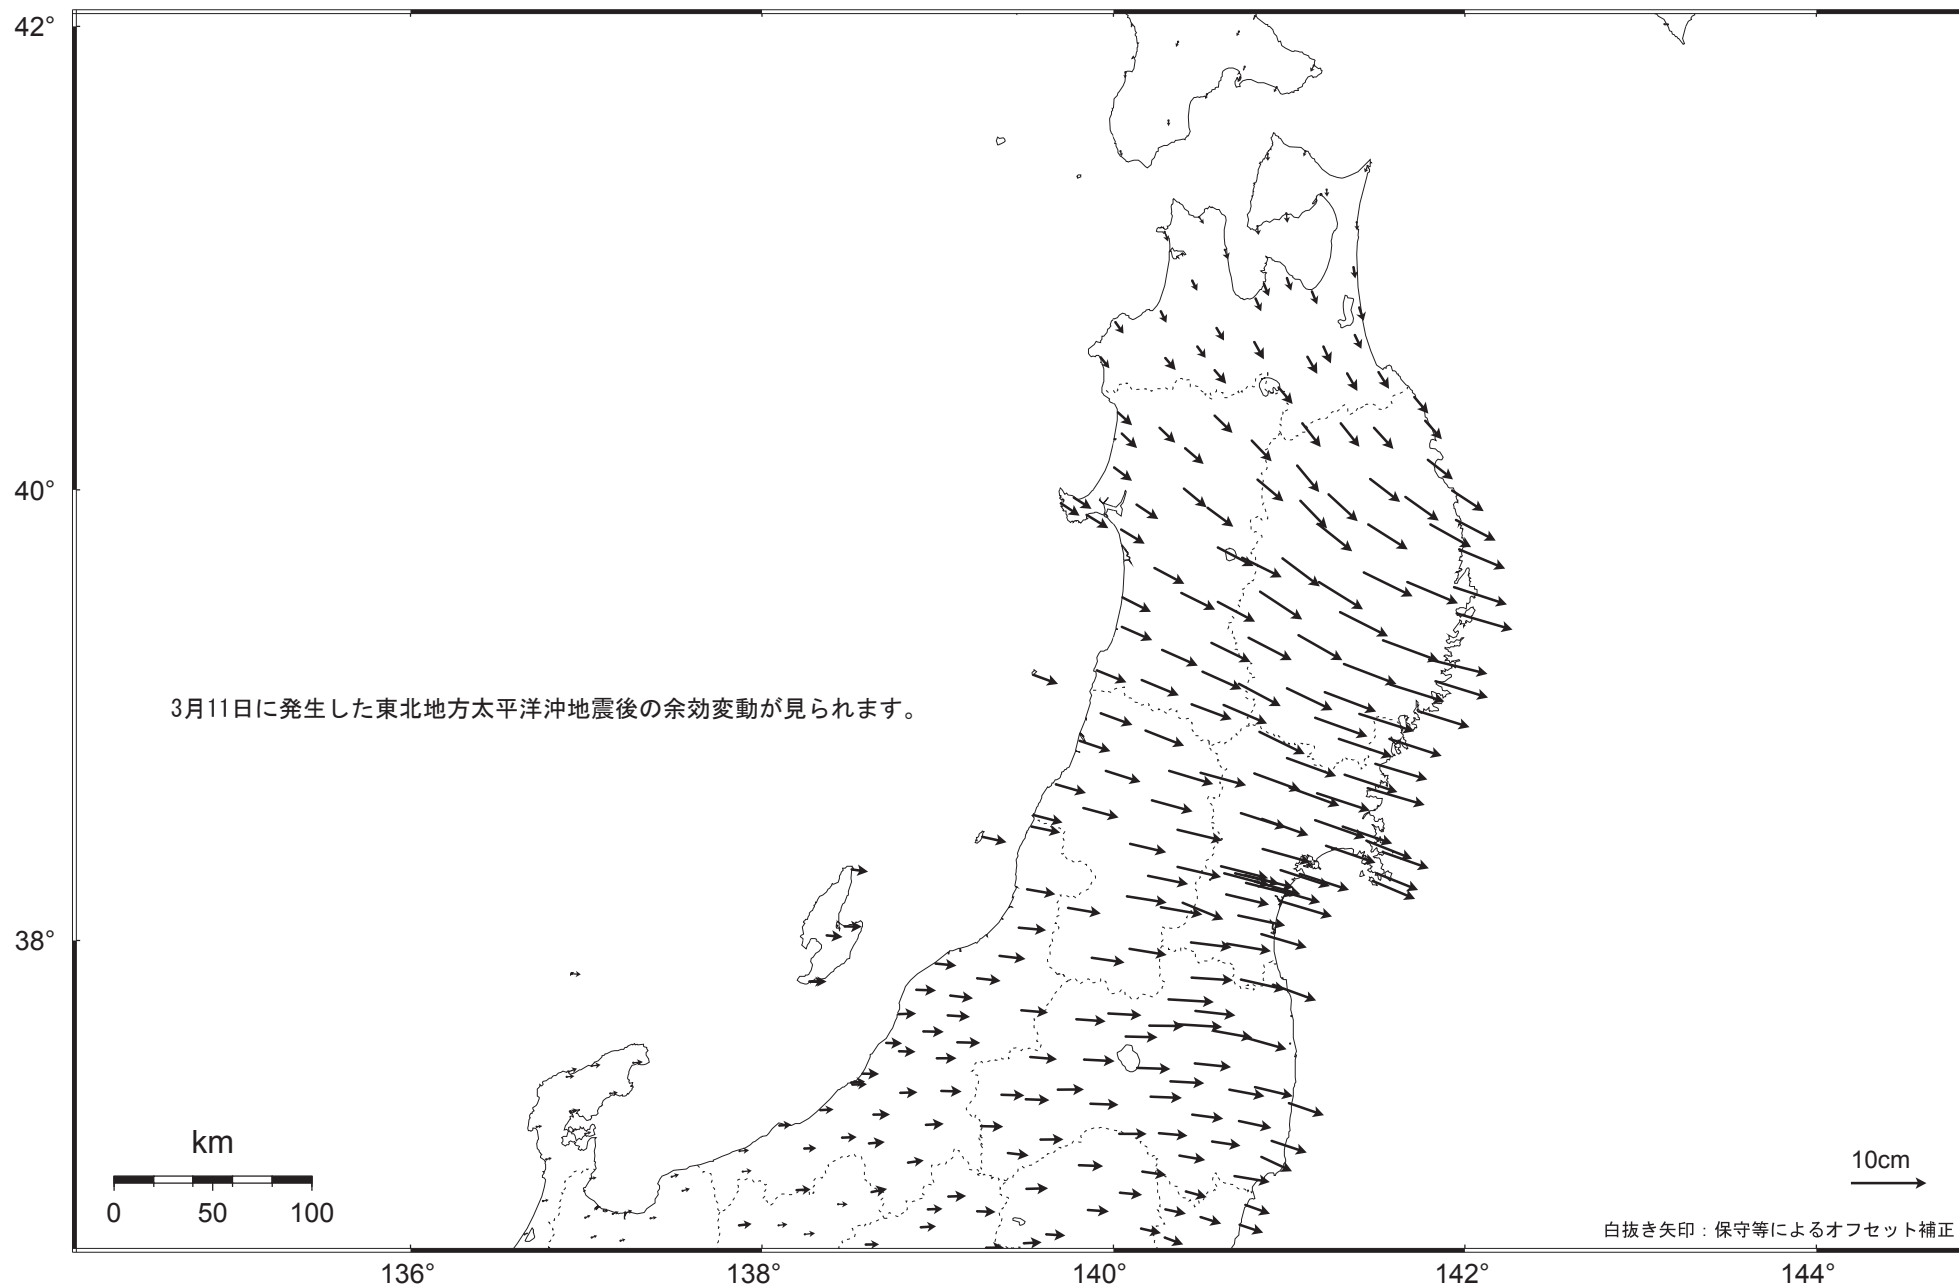 42°
40°
3月11日に発生した東北地方太平洋沖地震後の余効変動が見られます。
38°
km
0 50 100
10cm
白抜き矢印：保守等によるオフセット補正
136° 138° 140° 142° 144°